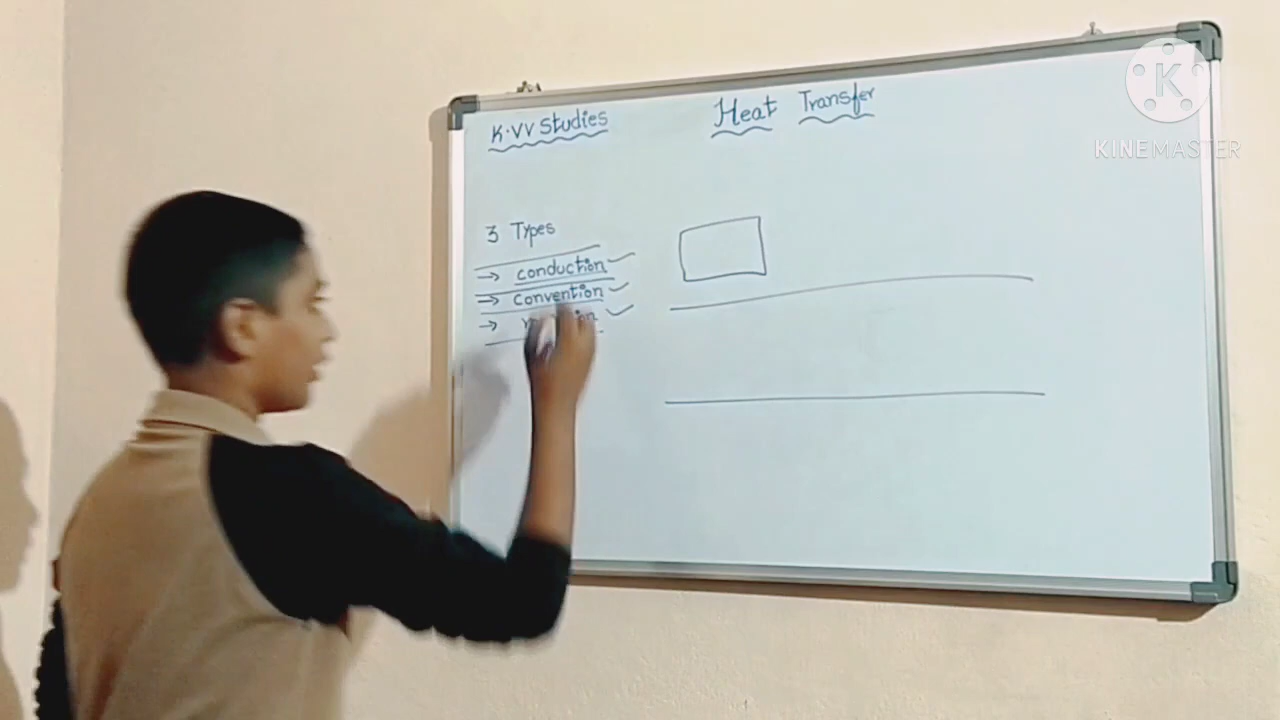 K.VV Studies
Heat Transfer
3 Types
→ conduction
→ convention
→
K
KINEMASTER